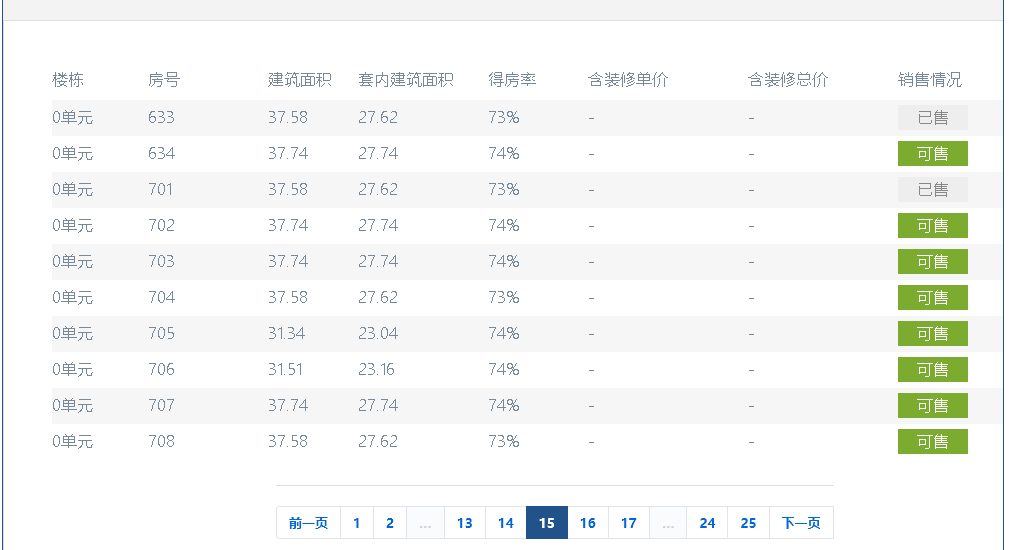 楼栋 房号 建筑面积 套内建筑面积 得房率 含装修单价 含装修总价 销售情况
0单元 633 37.58 27.62 73% - - 已售
0单元 634 37.74 27.74 74% - - 可售
0单元 701 37.58 27.62 73% - - 已售
0单元 702 37.74 27.74 74% - - 可售
0单元 703 37.74 27.74 74% - - 可售
0单元 704 37.58 27.62 73% - - 可售
0单元 705 31.34 23.04 74% - - 可售
0单元 706 31.51 23.16 74% - - 可售
0单元 707 37.74 27.74 74% - - 可售
0单元 708 37.58 27.62 73% - - 可售
前一页 1 2 ... 13 14 15 16 17 ... 24 25 下一页